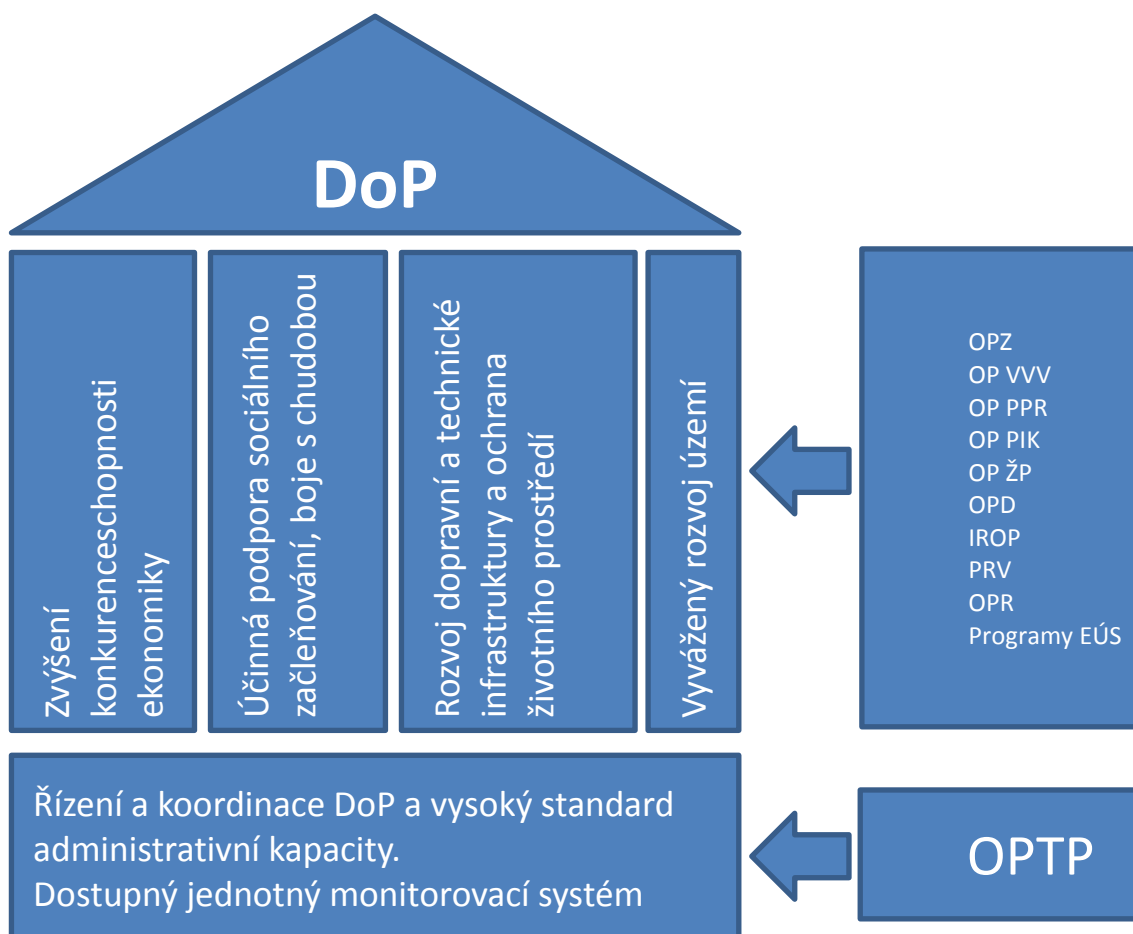 DoP
Zvýšení
konkurenceschopnosti
ekonomiky
Účinná podpora sociálního
začleňování, boje s chudobou
Rozvoj dopravní a technické
infrastruktury a ochrana
životního prostředí
Vyvážený rozvoj území
OPZ
OP VVV
OP PPR
OP PIK
OP ŽP
OPD
IROP
PRV
OPR
Programy EÚS
Řízení a koordinace DoP a vysoký standard
administrativní kapacity.
Dostupný jednotný monitorovací systém
OPTP